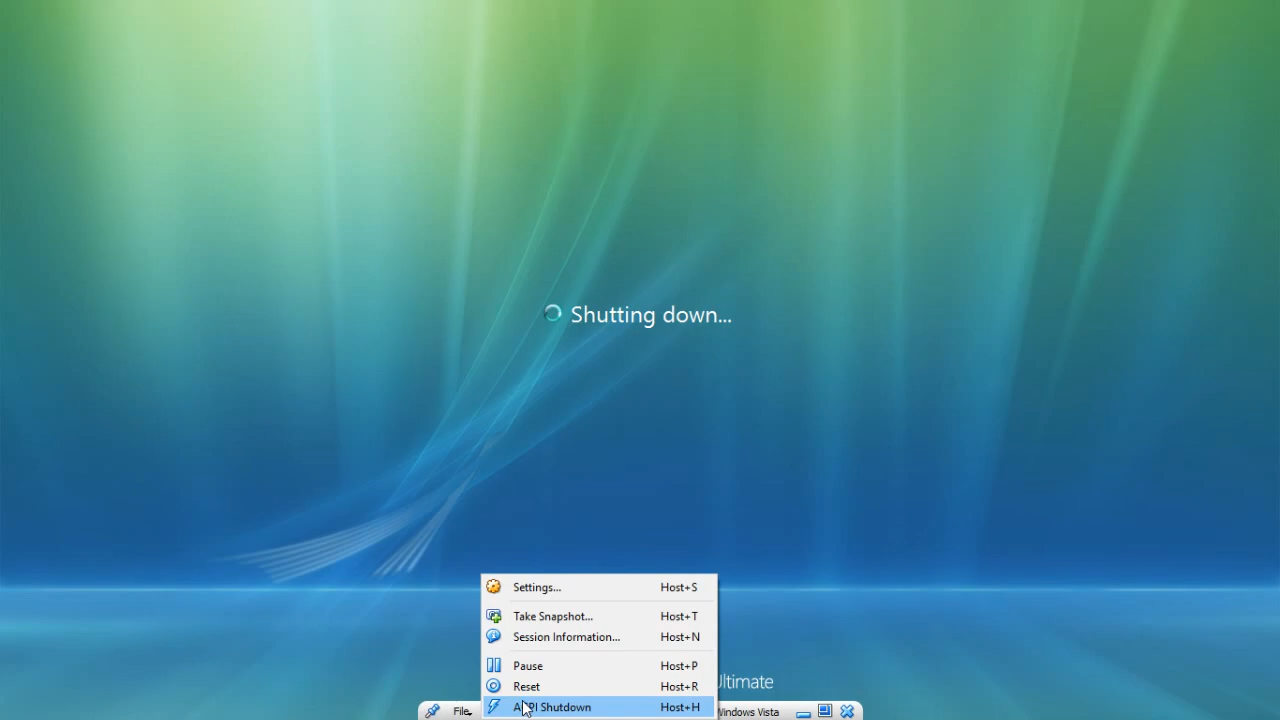 Shutting down...
Settings... Host+S
Take Snapshot... Host+T
Session Information... Host+N
Pause Host+P
Reset Host+R
Shutdown Host+H
Ultimate
File
Windows Vista